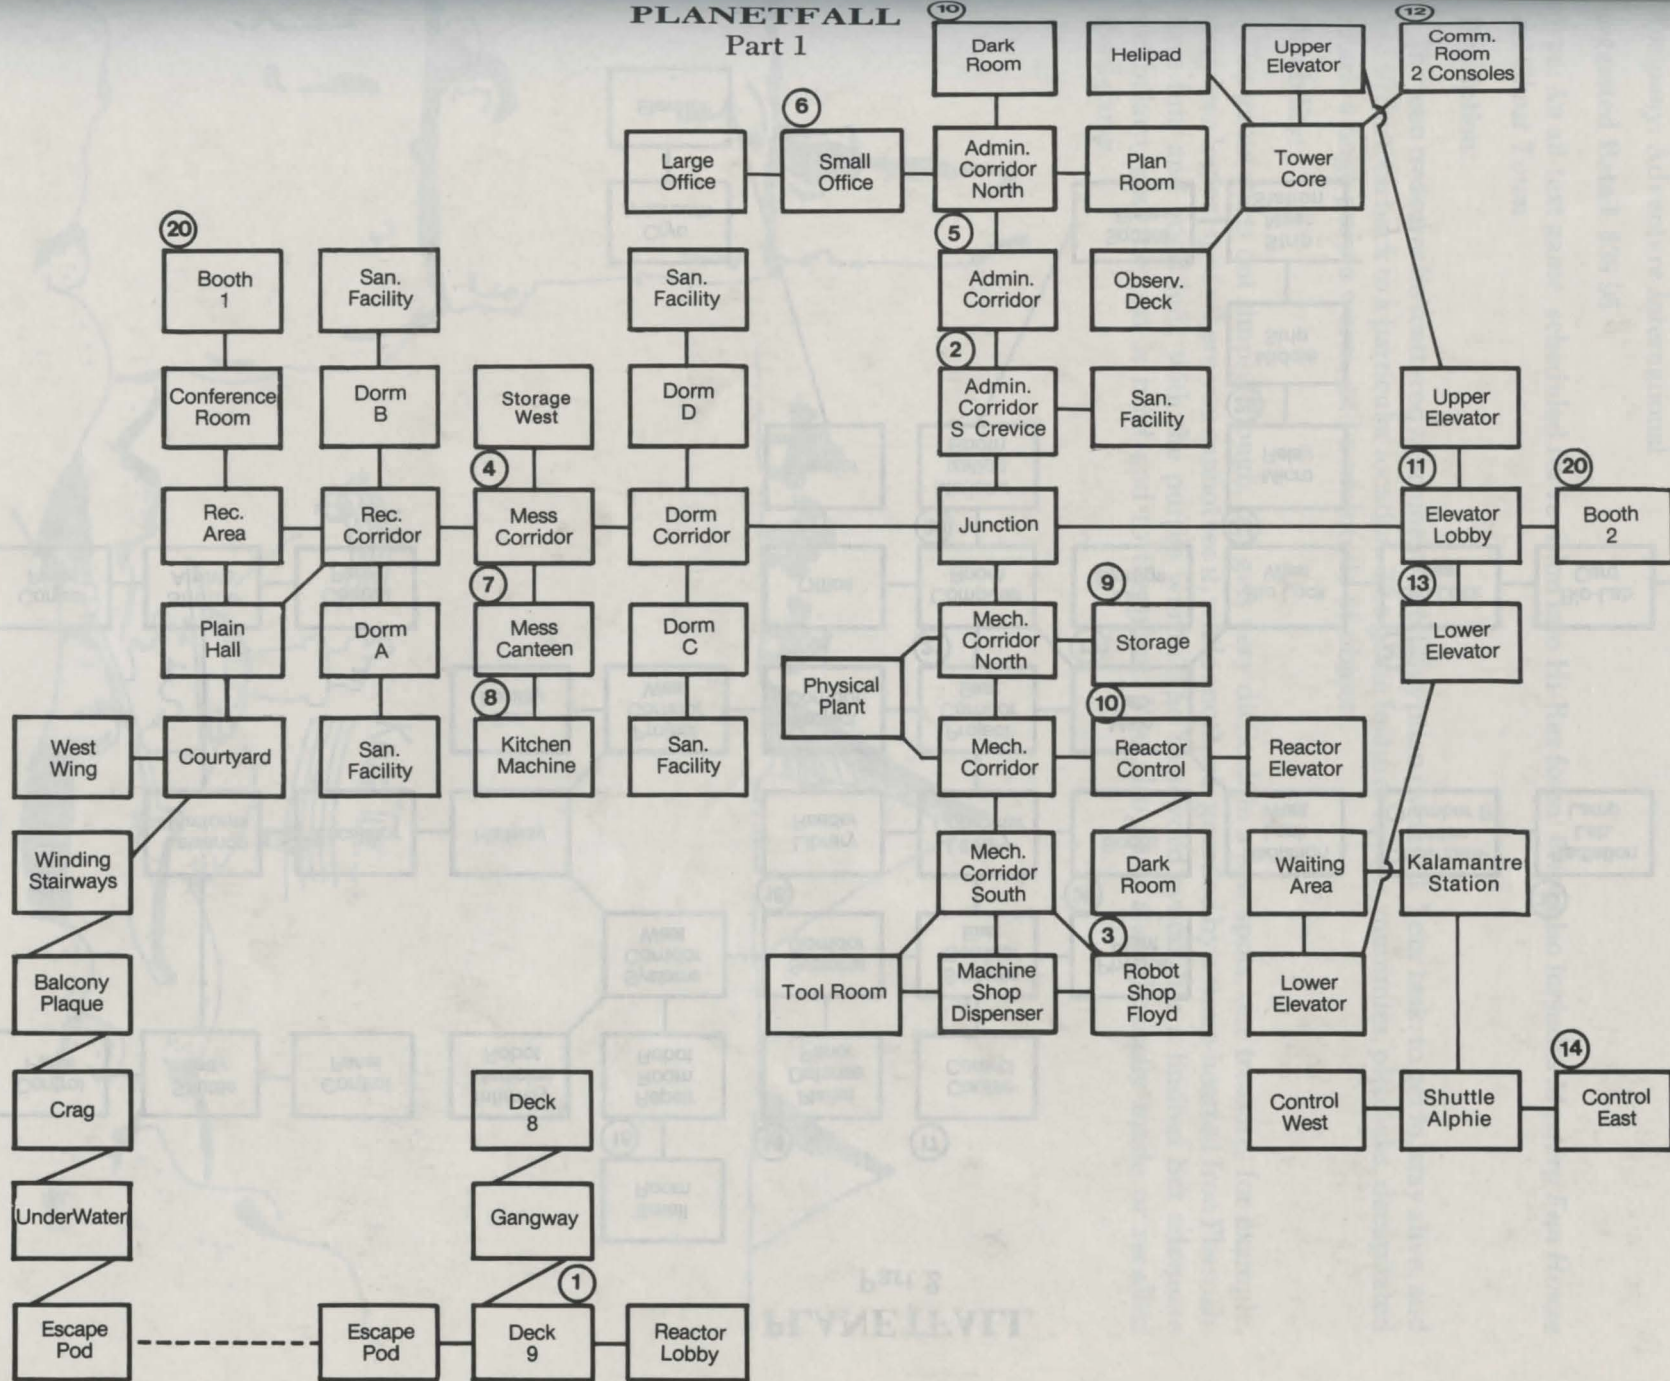 PLANETFALL
Part 1
10
12
Dark
Room
Helipad
Upper
Elevator
Comm.
Room
2 Consoles
6
Large
Office
Small
Office
Admin.
Corridor
North
Plan
Room
Tower
Core
20
5
Booth
1
San.
Facility
San.
Facility
Admin.
Corridor
Observ.
Deck
2
Conference
Room
Dorm
B
Storage
West
Dorm
D
Admin.
Corridor
S Crevice
San.
Facility
Upper
Elevator
4
11
20
Rec.
Area
Rec.
Corridor
Mess
Corridor
Dorm
Corridor
Junction
Elevator
Lobby
Booth
2
7
9
13
Plain
Hall
Dorm
A
Mess
Canteen
Dorm
C
Mech.
Corridor
North
Storage
Lower
Elevator
Physical
Plant
8
10
West
Wing
Courtyard
San.
Facility
Kitchen
Machine
San.
Facility
Mech.
Corridor
Reactor
Control
Reactor
Elevator
Winding
Stairways
Mech.
Corridor
South
Dark
Room
Waiting
Area
Kalamantre
Station
3
Balcony
Plaque
Tool Room
Machine
Shop
Dispenser
Robot
Shop
Floyd
Lower
Elevator
14
Crag
Deck
8
Control
West
Shuttle
Alphie
Control
East
UnderWater
Gangway
1
Escape
Pod
Escape
Pod
Deck
9
Reactor
Lobby